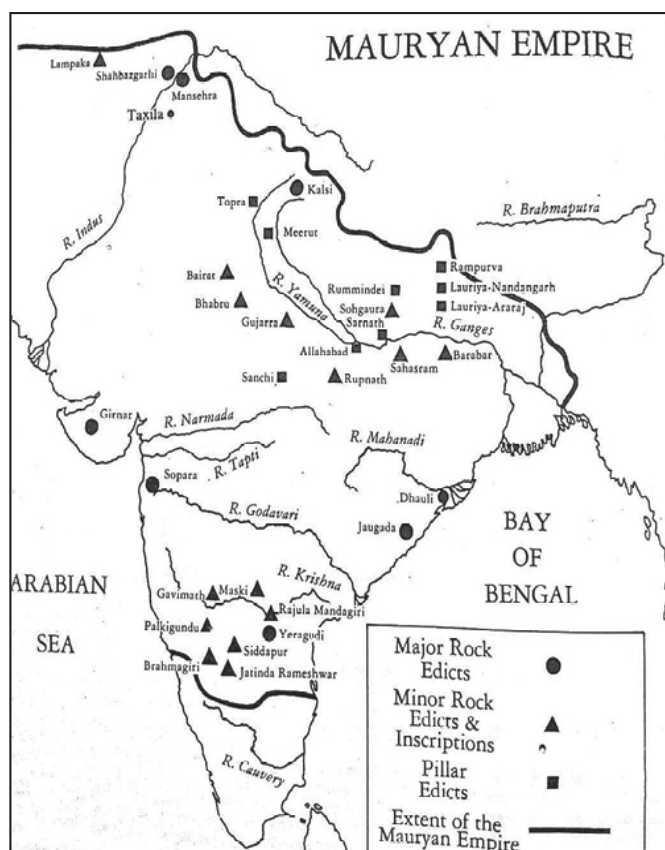 MAURYAN EMPIRE
Lampaka
Shahbazgarhi
Mansehra
Taxila
R. Indus
Kalsi
Topra
Meerut
R. Brahmaputra
Bairat
Bhabru
Gujarra
R. Yamuna
Rummindei
Sohgaura
Sarnath
Rampurva
Lauriya-Nandangarh
Lauriya-Araraj
R. Ganges
Allahabad
Sahasram
Barabar
Sanchi
Rupnath
Girnar
R. Narmada
R. Tapti
R. Mahanadi
Sopara
R. Godavari
Dhauli
Jaugada
BAY
OF
BENGAL
ARABIAN
SEA
Gavimath
Maski
R. Krishna
Rajula Mandagiri
Palkigundu
Yeragudi
Siddapur
Brahmagiri
Jatinda Rameshwar
R. Cauvery
Major Rock
Edicts
Minor Rock
Edicts &
Inscriptions
Pillar
Edicts
Extent of the
Mauryan Empire